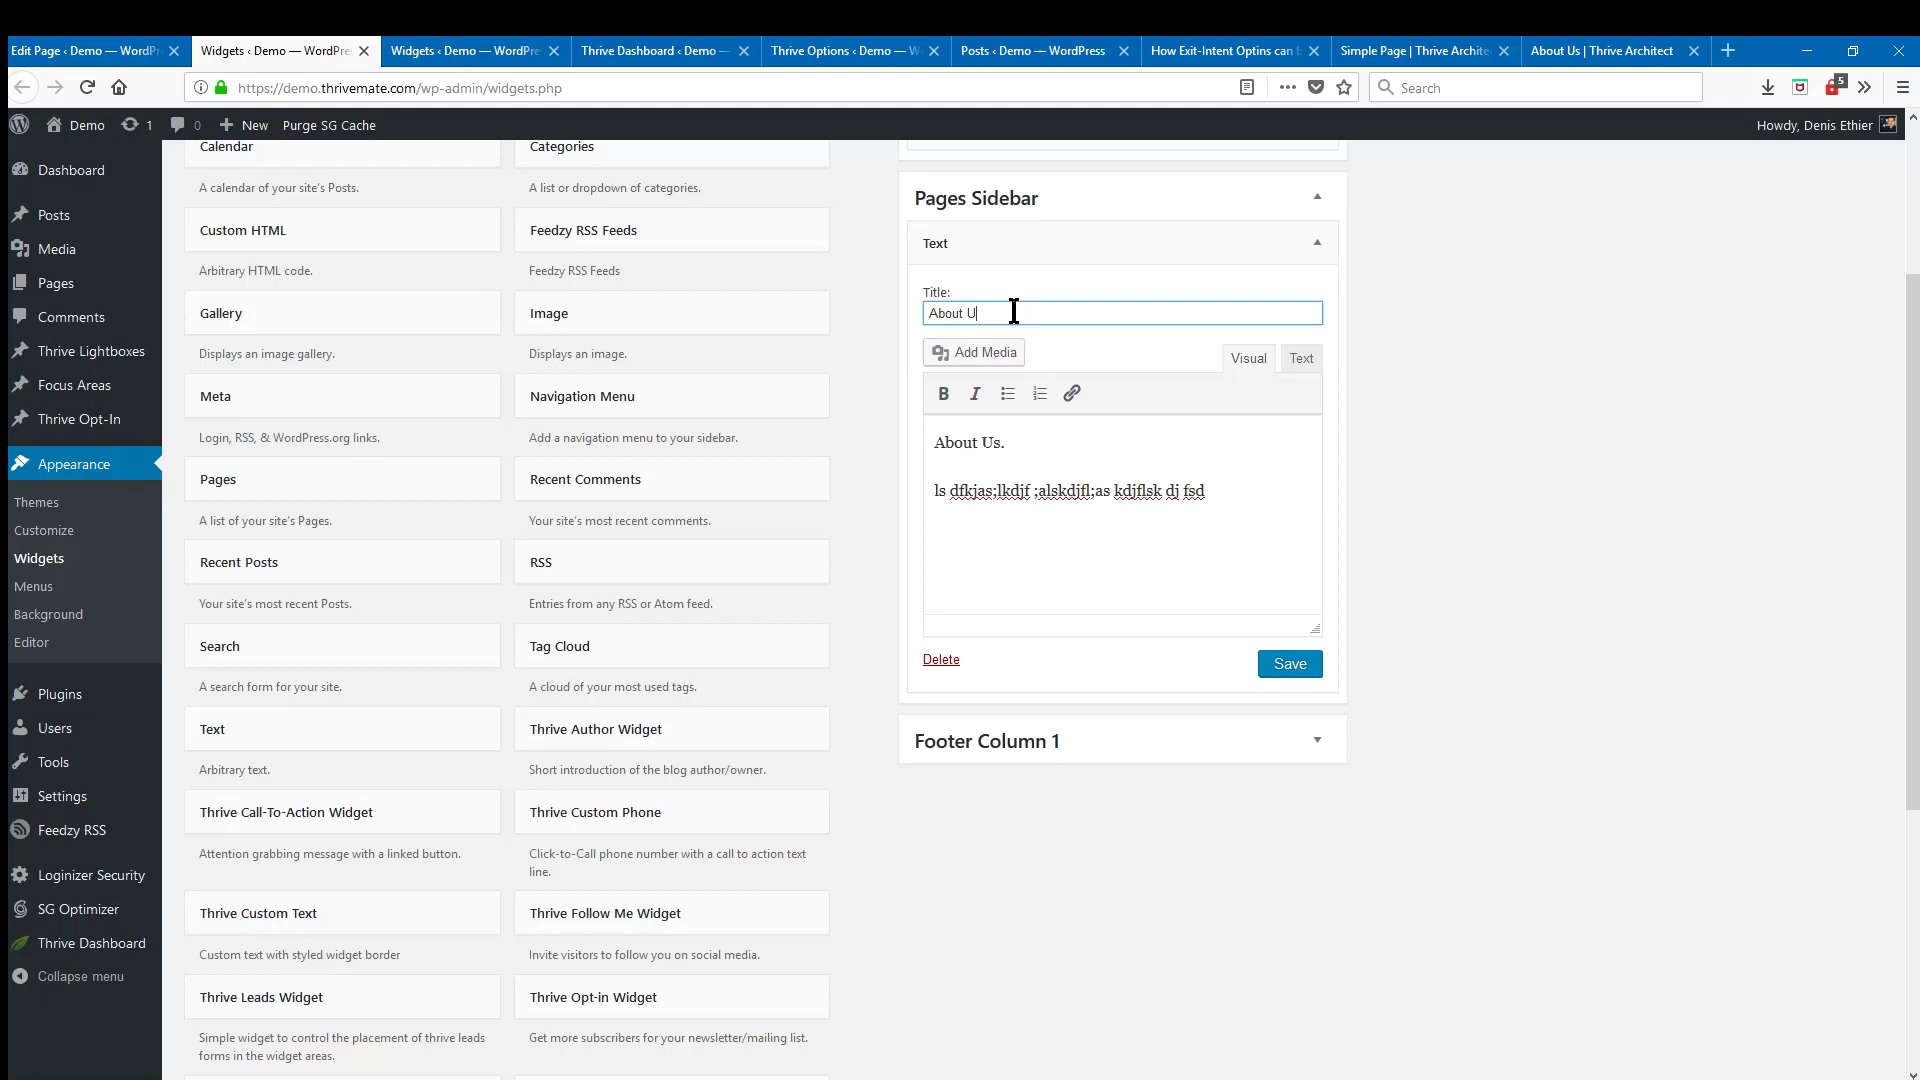 Edit Page ‹ Demo — WordPr
Widgets ‹ Demo — WordPre
Widgets ‹ Demo — WordPre
Thrive Dashboard ‹ Demo —
Thrive Options ‹ Demo — W
Posts ‹ Demo — WordPress
How Exit-Intent Optins can
Simple Page | Thrive Archite
About Us | Thrive Architect
https://demo.thrivemate.com/wp-admin/widgets.php
Search
5
Demo
1
0
New
Purge SG Cache
Howdy, Denis Ethier
Dashboard
Posts
Media
Pages
Comments
Thrive Lightboxes
Focus Areas
Thrive Opt-In
Appearance
Themes
Customize
Widgets
Menus
Background
Editor
Plugins
Users
Tools
Settings
Feedzy RSS
Loginizer Security
SG Optimizer
Thrive Dashboard
Collapse menu
Calendar
A calendar of your site's Posts.
Categories
A list or dropdown of categories.
Custom HTML
Arbitrary HTML code.
Feedzy RSS Feeds
Feedzy RSS Feeds
Gallery
Displays an image gallery.
Image
Displays an image.
Meta
Login, RSS, & WordPress.org links.
Navigation Menu
Add a navigation menu to your sidebar.
Pages
A list of your site's Pages.
Recent Comments
Your site's most recent comments.
Recent Posts
Your site's most recent Posts.
RSS
Entries from any RSS or Atom feed.
Search
A search form for your site.
Tag Cloud
A cloud of your most used tags.
Text
Arbitrary text.
Thrive Author Widget
Short introduction of the blog author/owner.
Thrive Call-To-Action Widget
Attention grabbing message with a linked button.
Thrive Custom Phone
Click-to-Call phone number with a call to action text
line.
Thrive Custom Text
Custom text with styled widget border
Thrive Follow Me Widget
Invite visitors to follow you on social media.
Thrive Leads Widget
Simple widget to control the placement of thrive leads
forms in the widget areas.
Thrive Opt-in Widget
Get more subscribers for your newsletter/mailing list.
Pages Sidebar
Text
Title:
About U
Add Media
Visual
Text
B I
About Us.
ls dfkjas;lkdjf ;alskdjfl;as kdjflsk dj fsd
Delete
Save
Footer Column 1